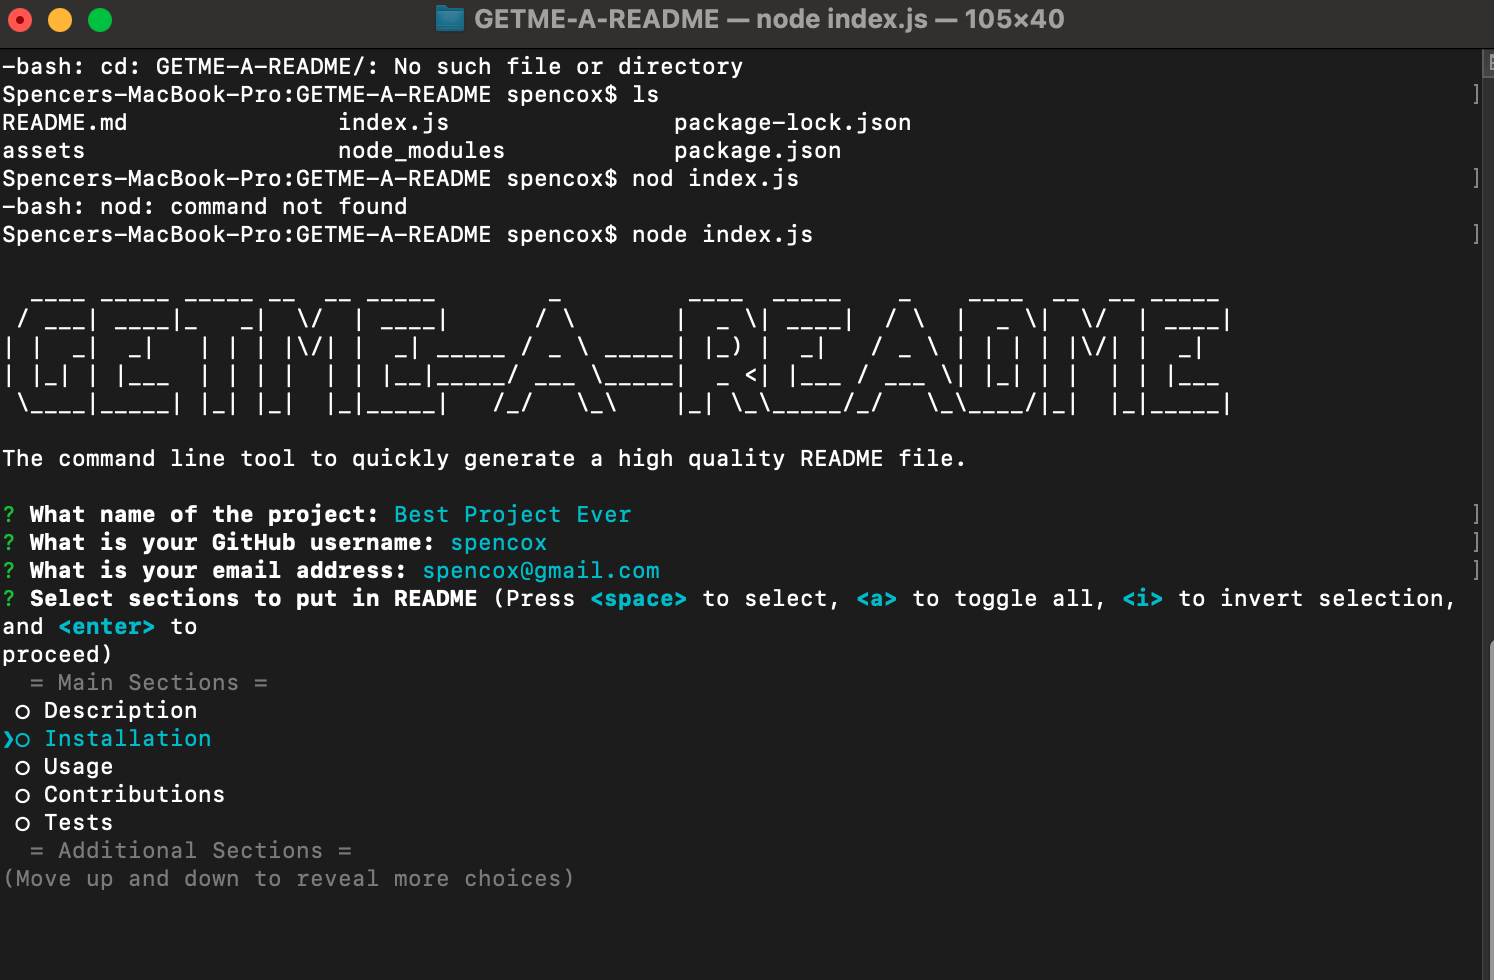 GETME-A-README — node index.js — 105×40
-bash: cd: GETME-A-README/: No such file or directory
Spencers-MacBook-Pro:GETME-A-README spencox$ ls
README.md index.js package-lock.json
assets node_modules package.json
Spencers-MacBook-Pro:GETME-A-README spencox$ nod index.js
-bash: nod: command not found
Spencers-MacBook-Pro:GETME-A-README spencox$ node index.js
GETME-A-README
The command line tool to quickly generate a high quality README file.
? What name of the project: Best Project Ever
? What is your GitHub username: spencox
? What is your email address: spencox@gmail.com
? Select sections to put in README (Press <space> to select, <a> to toggle all, <i> to invert selection,
and <enter> to
proceed)
= Main Sections =
◯ Description
❯◯ Installation
◯ Usage
◯ Contributions
◯ Tests
= Additional Sections =
(Move up and down to reveal more choices)